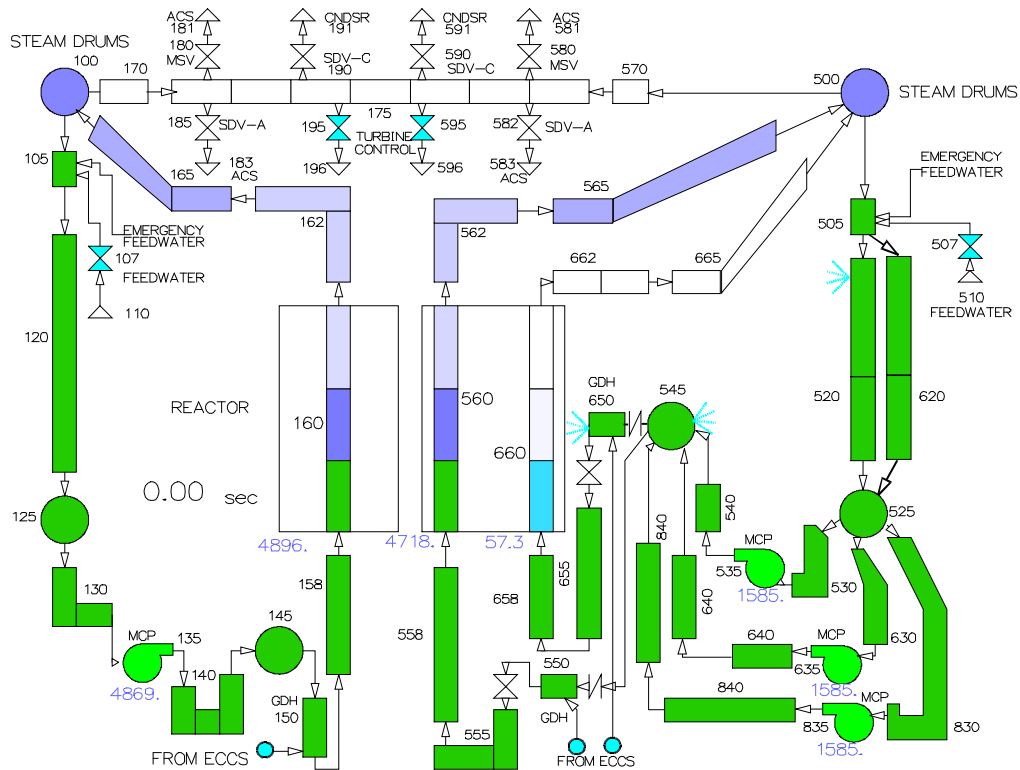 ACS
181
CNDSR
191
CNDSR
591
ACS
581
STEAM DRUMS
100
180
MSV
SDV-C
190
590
SDV-C
580
MSV
170
570
500
STEAM DRUMS
175
185
SDV-A
195
TURBINE
CONTROL
595
582
SDV-A
183
ACS
196
596
583
ACS
105
165
162
562
565
EMERGENCY
FEEDWATER
505
507
EMERGENCY
FEEDWATER
107
FEEDWATER
110
662
665
510
FEEDWATER
120
REACTOR
160
560
660
GDH
650
545
520
620
0.00 sec
125
4896.
4718.
57.3
840
540
525
130
158
558
658
655
640
MCP
535
1585.
530
630
MCP
135
4869.
145
140
GDH
150
550
GDH
555
640
MCP
635
1585.
840
MCP
835
1585.
830
FROM ECCS
FROM ECCS